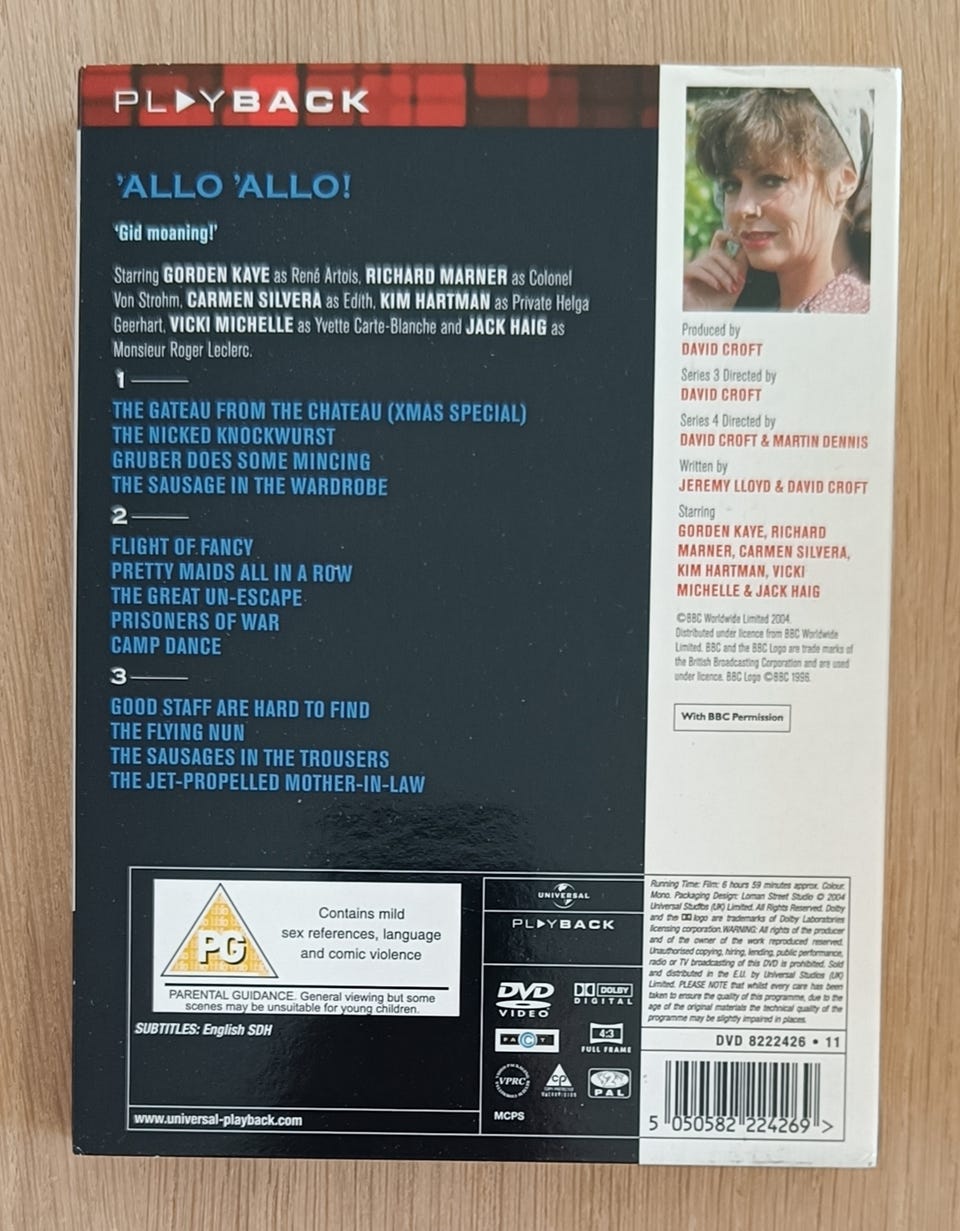 PLAYBACK
'ALLO 'ALLO!
'Gid moaning!'
Starring GORDEN KAYE as René Artois, RICHARD MARNER as Colonel
Von Strohm, CARMEN SILVERA as Edith, KIM HARTMAN as Private Helga
Geerhart, VICKI MICHELLE as Yvette Carte-Blanche and JACK HAIG as
Monsieur Roger Leclerc.
1
THE GATEAU FROM THE CHATEAU (XMAS SPECIAL)
THE NICKED KNOCKWURST
GRUBER DOES SOME MINCING
THE SAUSAGE IN THE WARDROBE
2
FLIGHT OF FANCY
PRETTY MAIDS ALL IN A ROW
THE GREAT UN-ESCAPE
PRISONERS OF WAR
CAMP DANCE
3
GOOD STAFF ARE HARD TO FIND
THE FLYING NUN
THE SAUSAGES IN THE TROUSERS
THE JET-PROPELLED MOTHER-IN-LAW
Produced by
DAVID CROFT
Series 3 Directed by
DAVID CROFT
Series 4 Directed by
DAVID CROFT & MARTIN DENNIS
Written by
JEREMY LLOYD & DAVID CROFT
Starring
GORDEN KAYE, RICHARD
MARNER, CARMEN SILVERA,
KIM HARTMAN, VICKI
MICHELLE & JACK HAIG
©BBC Worldwide Limited 2004.
Distributed under licence from BBC Worldwide
Limited. BBC and the BBC Logo are trade marks of
the British Broadcasting Corporation and are used
under licence. BBC Logo ©BBC 1996.
With BBC Permission
PG
Contains mild
sex references, language
and comic violence
PARENTAL GUIDANCE. General viewing but some
scenes may be unsuitable for young children.
SUBTITLES: English SDH
www.universal-playback.com
UNIVERSAL
PLAYBACK
DVD
VIDEO
DOLBY
DIGITAL
FACT
4:3
FULL FRAME
VPRC
CP
PAL
MCPS
Running Time: Film: 6 hours 59 minutes approx. Colour.
Mono. Packaging Design: Loman Street Studio © 2004
Universal Studios (UK) Limited. All Rights Reserved. Dolby
and the DD logo are trademarks of Dolby Laboratories
licensing corporation.WARNING: All rights of the producer
and of the owner of the work reproduced reserved.
Unauthorised copying, hiring, lending, public performance,
radio or TV broadcasting of this DVD is prohibited. Sold
and distributed in the E.U. by Universal Studios (UK)
Limited. PLEASE NOTE that whilst every care has been
taken to ensure the quality of this programme, due to the
age of the original materials the technical quality of the
programme may be slightly impaired in places.
DVD 8222426 • 11
5 050582 224269 >